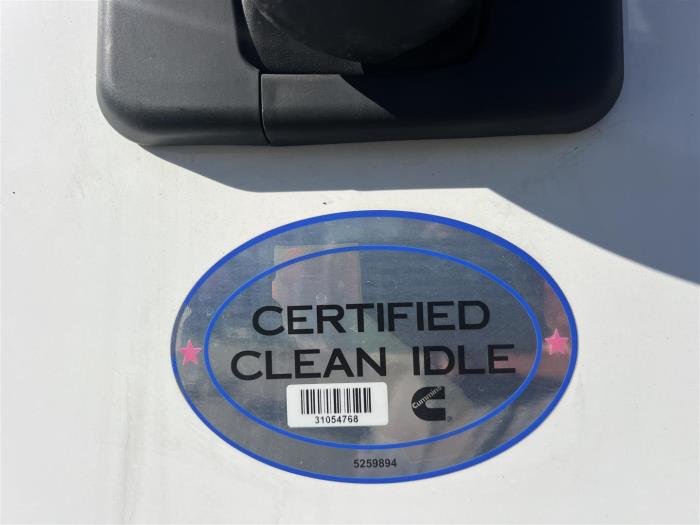 CERTIFIED
CLEAN IDLE
31054768
Cummins
5259894